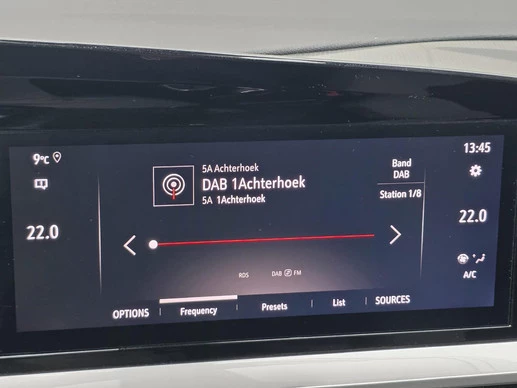 9°C
13:45
5A Achterhoek
DAB 1Achterhoek
5A 1Achterhoek
Band
DAB
Station 1/8
22.0
22.0
RDS
DAB FM
A/C
OPTIONS
Frequency
Presets
List
SOURCES